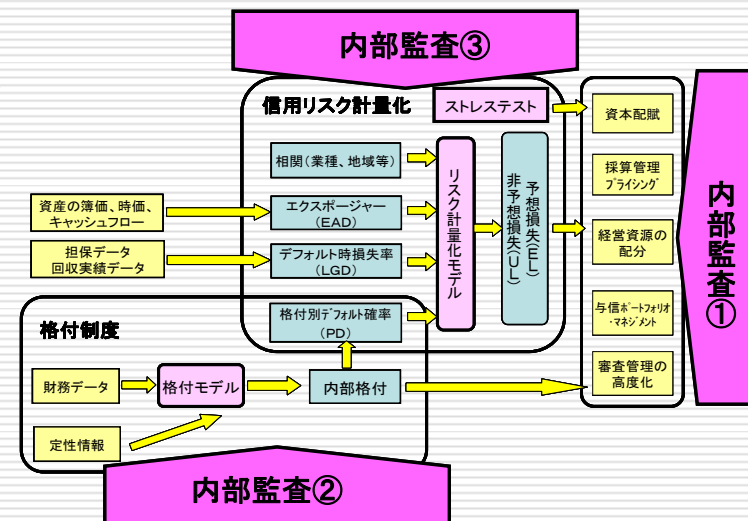 内部監査③
信用リスク計量化
ストレステスト
資本配賦
相関(業種、地域等)
採算管理
プライシング
リスク計量化モデル
予想損失(EL)
非予想損失(UL)
内部監査①
資産の簿価、時価、
キャッシュフロー
エクスポージャー
(EAD)
経営資源の
配分
担保データ
回収実績データ
デフォルト時損失率
(LGD)
格付別デフォルト確率
(PD)
与信ポートフォリオ
・マネジメント
格付制度
財務データ
格付モデル
内部格付
審査管理の
高度化
定性情報
内部監査②